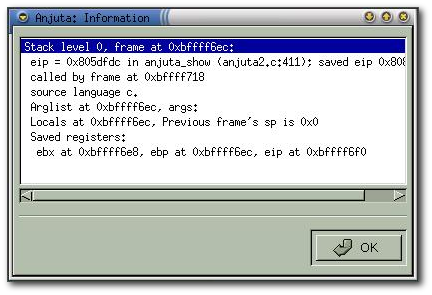 Anjuta: Information
Stack level 0, frame at 0xbffff6ec:
eip = 0x805dfdc in anjuta_show (anjuta2.c:411); saved eip 0x808
called by frame at 0xbffff718
source language c.
Arglist at 0xbffff6ec, args:
Locals at 0xbffff6ec, Previous frame's sp is 0x0
Saved registers:
ebx at 0xbffff6e8, ebp at 0xbffff6ec, eip at 0xbffff6f0
OK